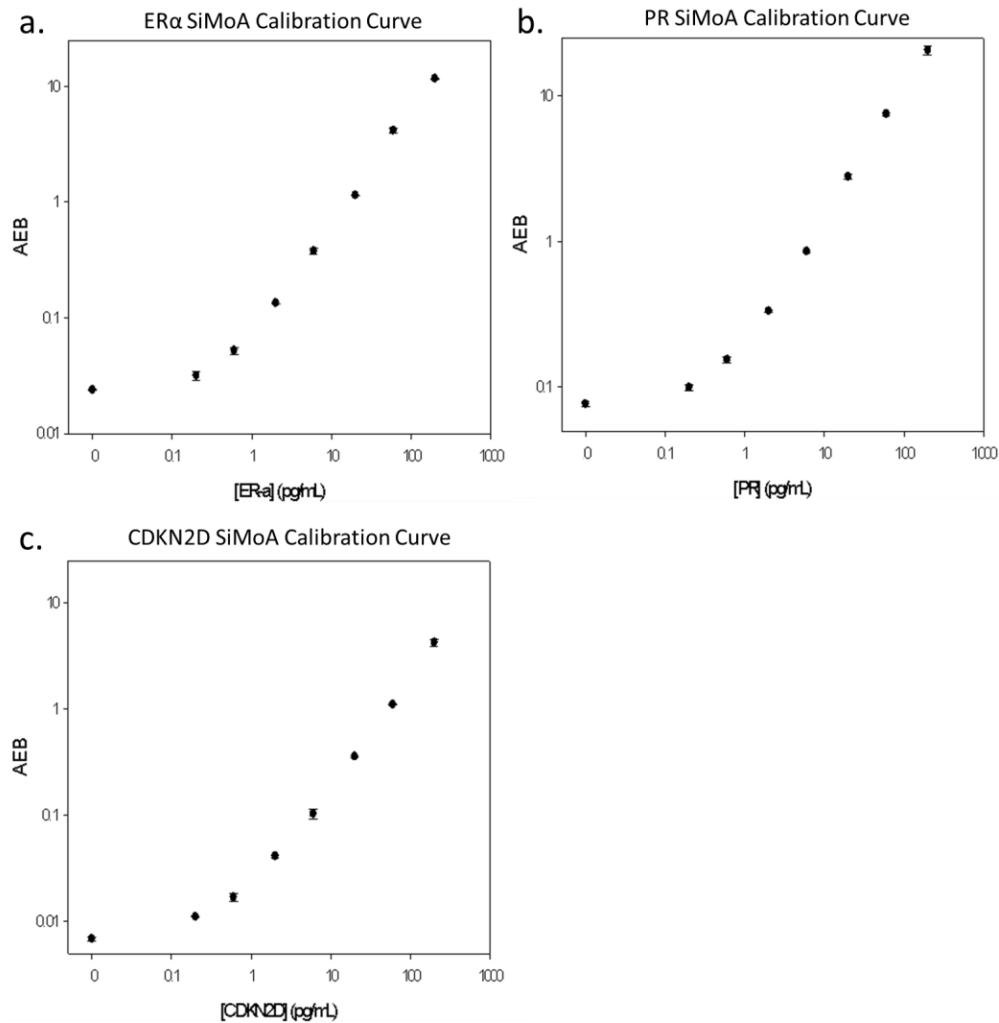 a.
ERα SiMoA Calibration Curve
10
1
0.1
0.01
AEB
0 0.1 1 10 100 1000
[ER-a] (pg/mL)
b.
PR SiMoA Calibration Curve
10
1
0.1
AEB
0 0.1 1 10 100 1000
[PR] (pg/mL)
c.
CDKN2D SiMoA Calibration Curve
10
1
0.1
0.01
AEB
0 0.1 1 10 100 1000
[CDKN2D] (pg/mL)